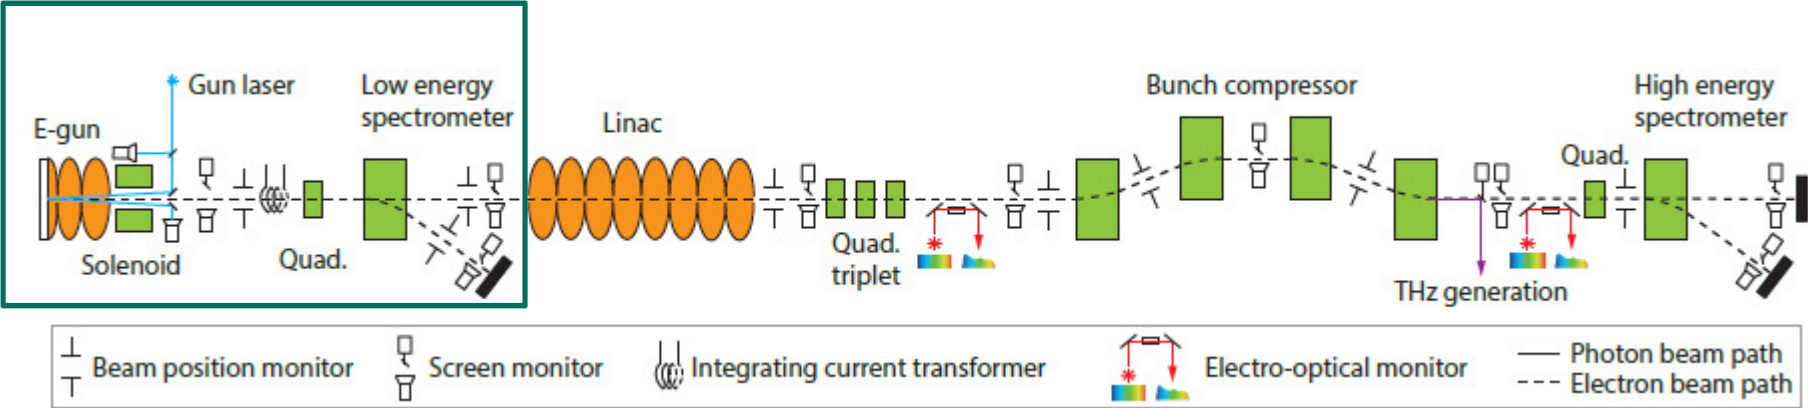 Gun laser
Low energy
spectrometer
E-gun
Solenoid
Quad.
Linac
Quad.
triplet
Bunch compressor
THz generation
Quad.
High energy
spectrometer
Beam position monitor
Screen monitor
Integrating current transformer
Electro-optical monitor
Photon beam path
Electron beam path